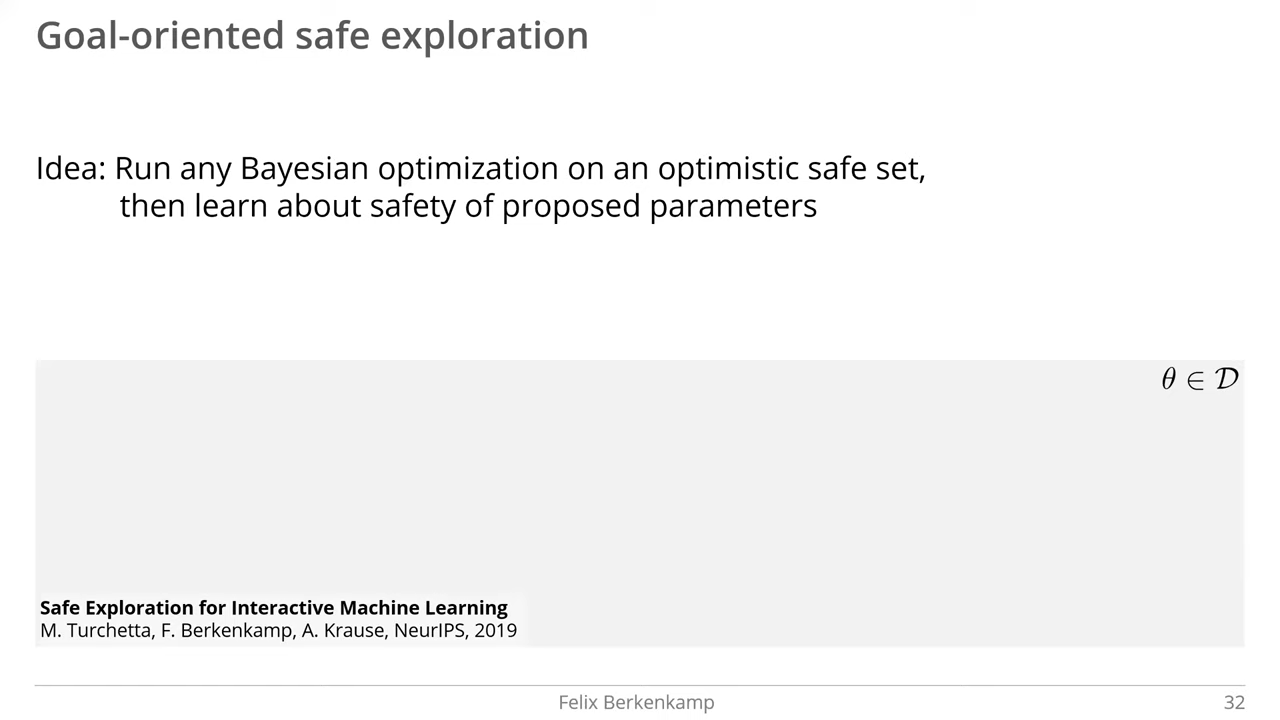 Goal-oriented safe exploration
Idea: Run any Bayesian optimization on an optimistic safe set,
then learn about safety of proposed parameters
θ ∈ 𝒟
Safe Exploration for Interactive Machine Learning
M. Turchetta, F. Berkenkamp, A. Krause, NeurIPS, 2019
Felix Berkenkamp
32